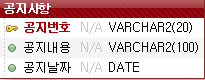 공지사항
공지번호 N/A VARCHAR2(20)
공지내용 N/A VARCHAR2(100)
공지날짜 N/A DATE